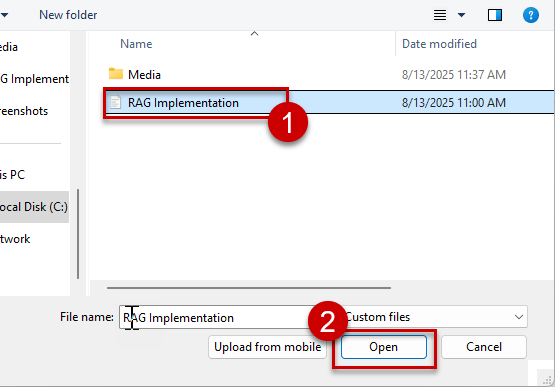 New folder
?
Name
Date modified
edia
Media
8/13/2025 11:37 AM
G Implement
RAG Implementation
8/13/2025 11:00 AM
1
creenshots
is PC
ocal Disk (C:)
twork
File name:
RAG Implementation
2
Custom files
Upload from mobile
Open
Cancel